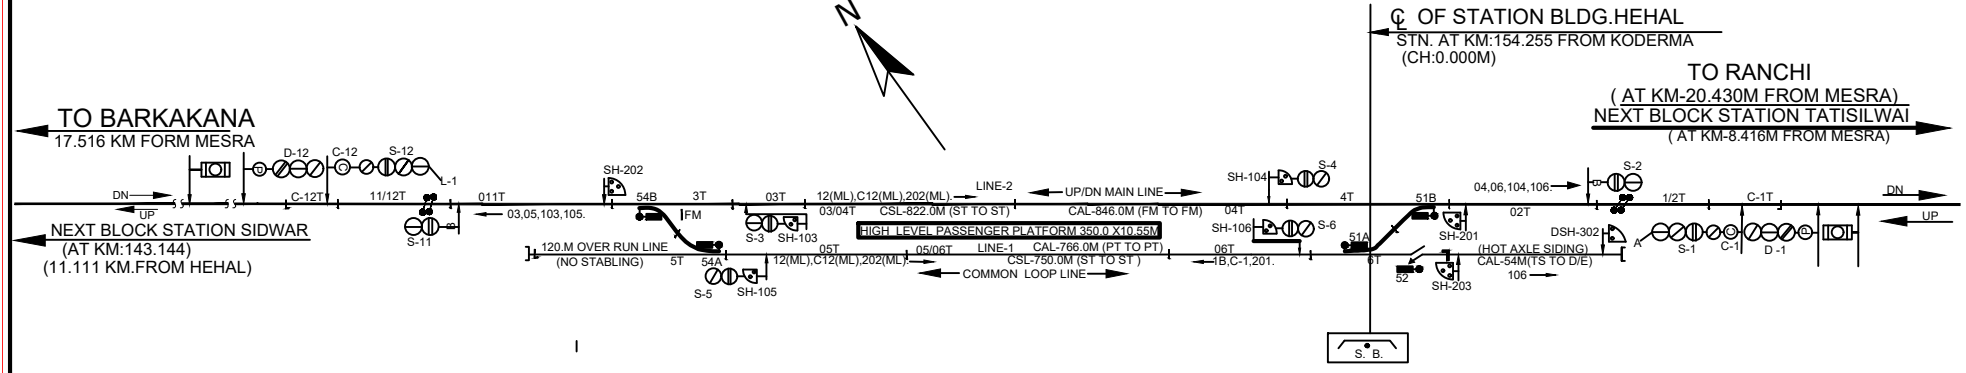 N
℄ OF STATION BLDG.HEHAL
STN. AT KM:154.255 FROM KODERMA
(CH:0.000M)
TO RANCHI
( AT KM-20.430M FROM MESRA)
NEXT BLOCK STATION TATISILWAI
( AT KM-8.416M FROM MESRA)
TO BARKAKANA
17.516 KM FORM MESRA
D-12 C-12 S-12
P C
L-1
SH-202
SH-104 S-4
S-2
B
DN
UP
C-12T 11/12T 011T 54B 3T 03T 12(ML),C12(ML),202(ML). LINE-2 UP/DN MAIN LINE 4T 51B 04,06,104,106. 1/2T C-1T DN
03,05,103,105. FM 03/04T CSL-822.0M (ST TO ST) CAL-846.0M (FM TO FM) 04T 02T UP
S-11 B
NEXT BLOCK STATION SIDWAR
(AT KM:143.144)
(11.111 KM.FROM HEHAL)
S-3 SH-103
HIGH LEVEL PASSENGER PLATFORM 350.0 X10.55M
SH-106 S-6
51A SH-201
DSH-302
A S-1 C-1 D-1
C P
120.M OVER RUN LINE
(NO STABLING)
5T 54A 05T 05/06T LINE-1 CAL-766.0M (PT TO PT) 06T
12(ML),C12(ML),202(ML). CSL-750.0M (ST TO ST ) 1B,C-1,201. 6T
(HOT AXLE SIDING)
CAL-54M(TS TO D/E)
106
COMMON LOOP LINE
S-5 SH-105
52 SH-203
S. B.